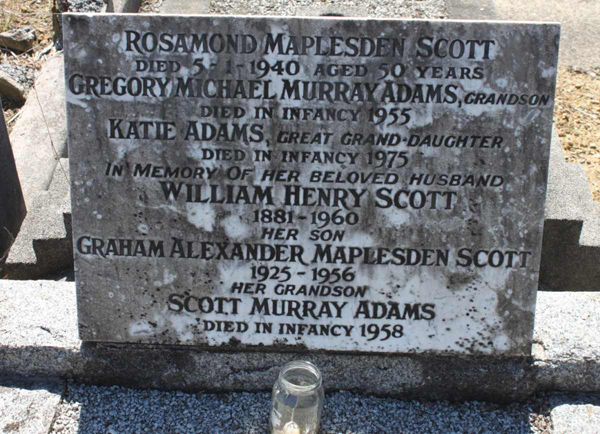 Rosamond Maplesden Scott
Died 5-1-1940 aged 50 years
Gregory Michael Murray Adams, grandson
Died in infancy 1955
Katie Adams, great grand-daughter
Died in infancy 1975
In memory of her beloved husband
William Henry Scott
1881-1960
Her son
Graham Alexander Maplesden Scott
1925-1956
Her grandson
Scott Murray Adams
Died in infancy 1958